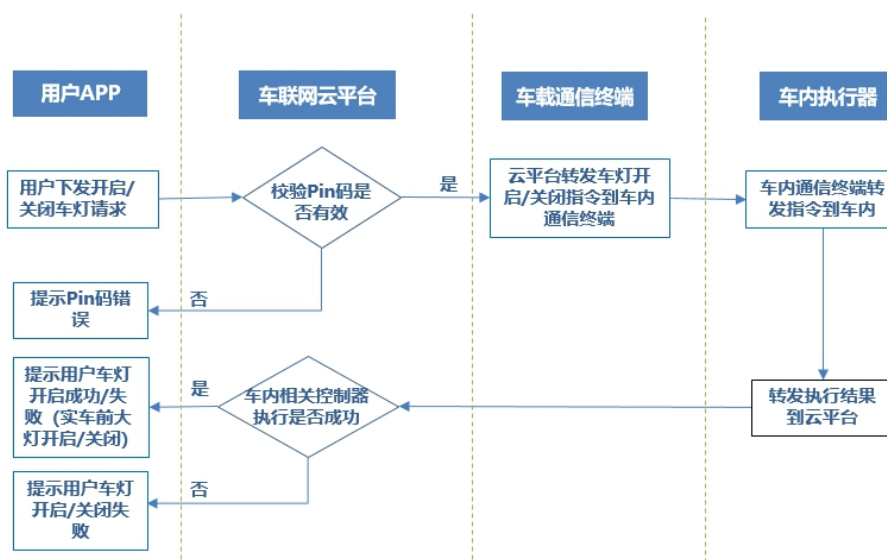 用户APP
车联网云平台
车载通信终端
车内执行器
用户下发开启/
关闭车灯请求
校验Pin码是
否有效
是
云平台转发车灯开
启/关闭指令到车内
通信终端
车内通信终端转
发指令到车内
提示Pin码错
误
否
提示用户车灯
开启成功/失
败（实车前大
灯开启/关闭)
是
车内相关控制器
执行是否成功
转发执行结果
到云平台
提示用户车灯
开启/关闭失
败
否